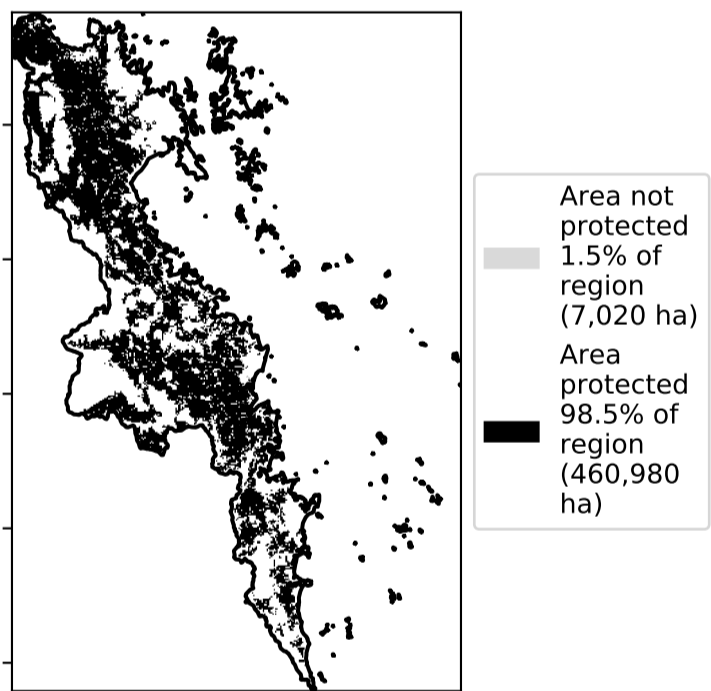 Area not
protected
1.5% of
region
(7,020 ha)
Area
protected
98.5% of
region
(460,980
ha)